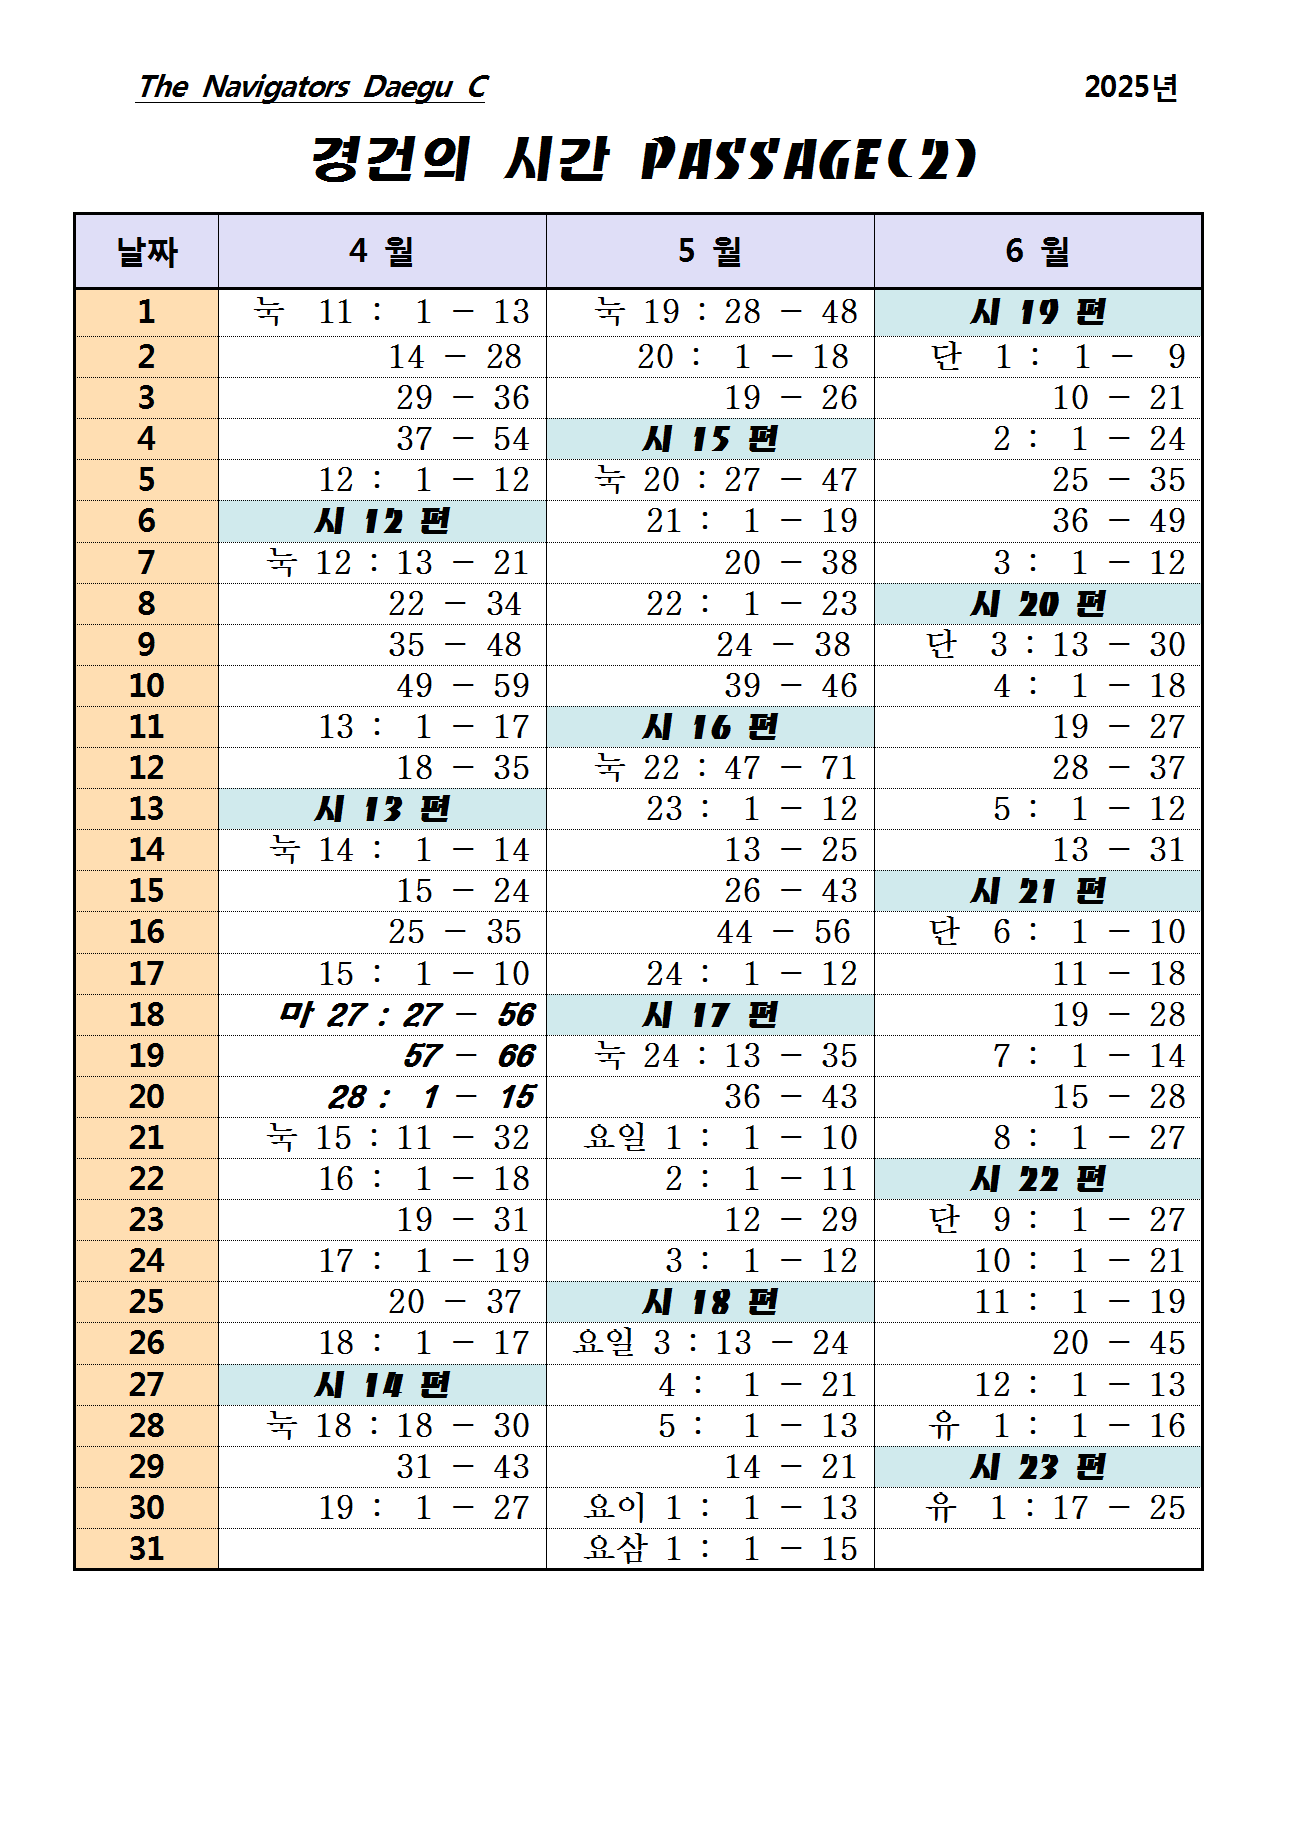 The Navigators Daegu C 2025년
경건의 시간 PASSAGE(2)
날짜 4 월 5 월 6 월
1 눅 11 : 1 - 13 눅 19 : 28 - 48 시 19 편
2 14 - 28 20 : 1 - 18 단 1 : 1 - 9
3 29 - 36 19 - 26 10 - 21
4 37 - 54 시 15 편 2 : 1 - 24
5 12 : 1 - 12 눅 20 : 27 - 47 25 - 35
6 시 12 편 21 : 1 - 19 36 - 49
7 눅 12 : 13 - 21 20 - 38 3 : 1 - 12
8 22 - 34 22 : 1 - 23 시 20 편
9 35 - 48 24 - 38 단 3 : 13 - 30
10 49 - 59 39 - 46 4 : 1 - 18
11 13 : 1 - 17 시 16 편 19 - 27
12 18 - 35 눅 22 : 47 - 71 28 - 37
13 시 13 편 23 : 1 - 12 5 : 1 - 12
14 눅 14 : 1 - 14 13 - 25 13 - 31
15 15 - 24 26 - 43 시 21 편
16 25 - 35 44 - 56 단 6 : 1 - 10
17 15 : 1 - 10 24 : 1 - 12 11 - 18
18 마 27 : 27 - 56 시 17 편 19 - 28
19 57 - 66 눅 24 : 13 - 35 7 : 1 - 14
20 28 : 1 - 15 36 - 43 15 - 28
21 눅 15 : 11 - 32 요일 1 : 1 - 10 8 : 1 - 27
22 16 : 1 - 18 2 : 1 - 11 시 22 편
23 19 - 31 12 - 29 단 9 : 1 - 27
24 17 : 1 - 19 3 : 1 - 12 10 : 1 - 21
25 20 - 37 시 18 편 11 : 1 - 19
26 18 : 1 - 17 요일 3 : 13 - 24 20 - 45
27 시 14 편 4 : 1 - 21 12 : 1 - 13
28 눅 18 : 18 - 30 5 : 1 - 13 유 1 : 1 - 16
29 31 - 43 14 - 21 시 23 편
30 19 : 1 - 27 요이 1 : 1 - 13 유 1 : 17 - 25
31 요삼 1 : 1 - 15